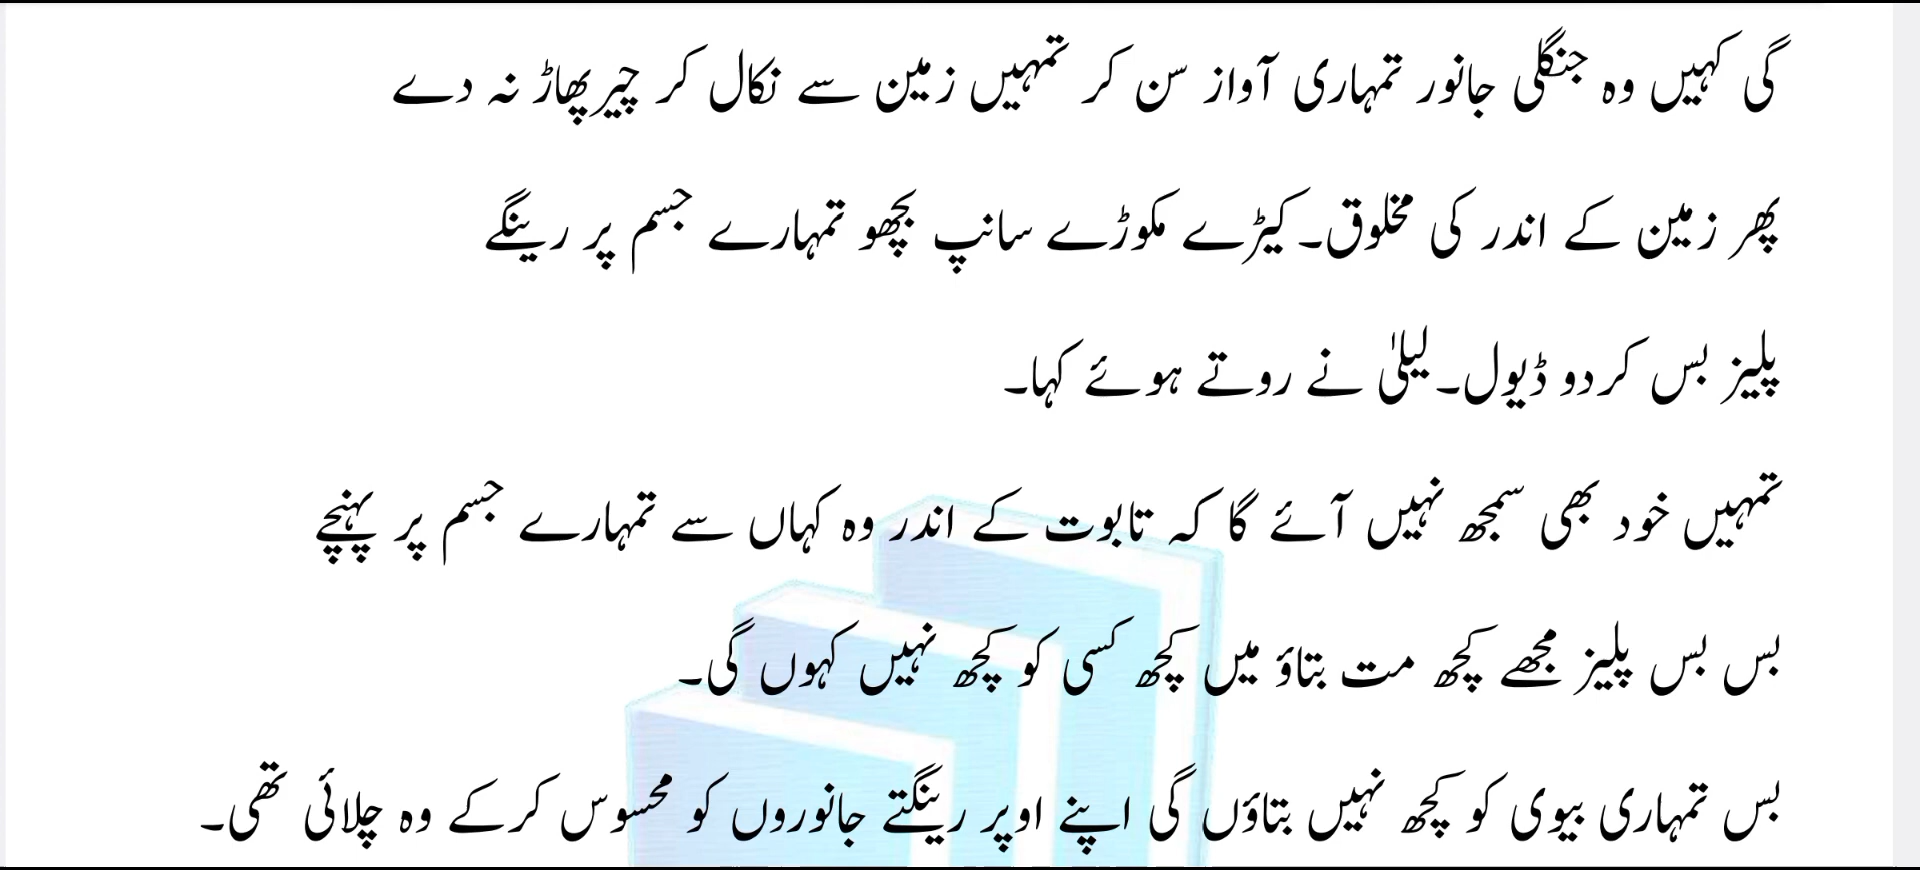 گی کہیں وہ جنگلی جانور تمہاری آواز سن کر تمہیں زمین سے نکال کر چیر پھاڑ نہ دے
پھر زمین کے اندر کی مخلوق۔ کیڑے مکوڑے سانپ بچھو تمہارے جسم پر رینگے
پلیز بس کر دو ڈیول۔ لیلیٰ نے روتے ہوئے کہا۔
تمہیں خود بھی سمجھ نہیں آئے گا کہ تابوت کے اندر وہ کہاں سے تمہارے جسم پر پہنچے
بس بس پلیز مجھے کچھ مت بتاؤ میں کچھ کسی کو کچھ نہیں کہوں گی۔
بس تمہاری بیوی کو کچھ نہیں بتاؤں گی اپنے اوپر رینگتے جانوروں کو محسوس کرکے وہ چلائی تھی۔